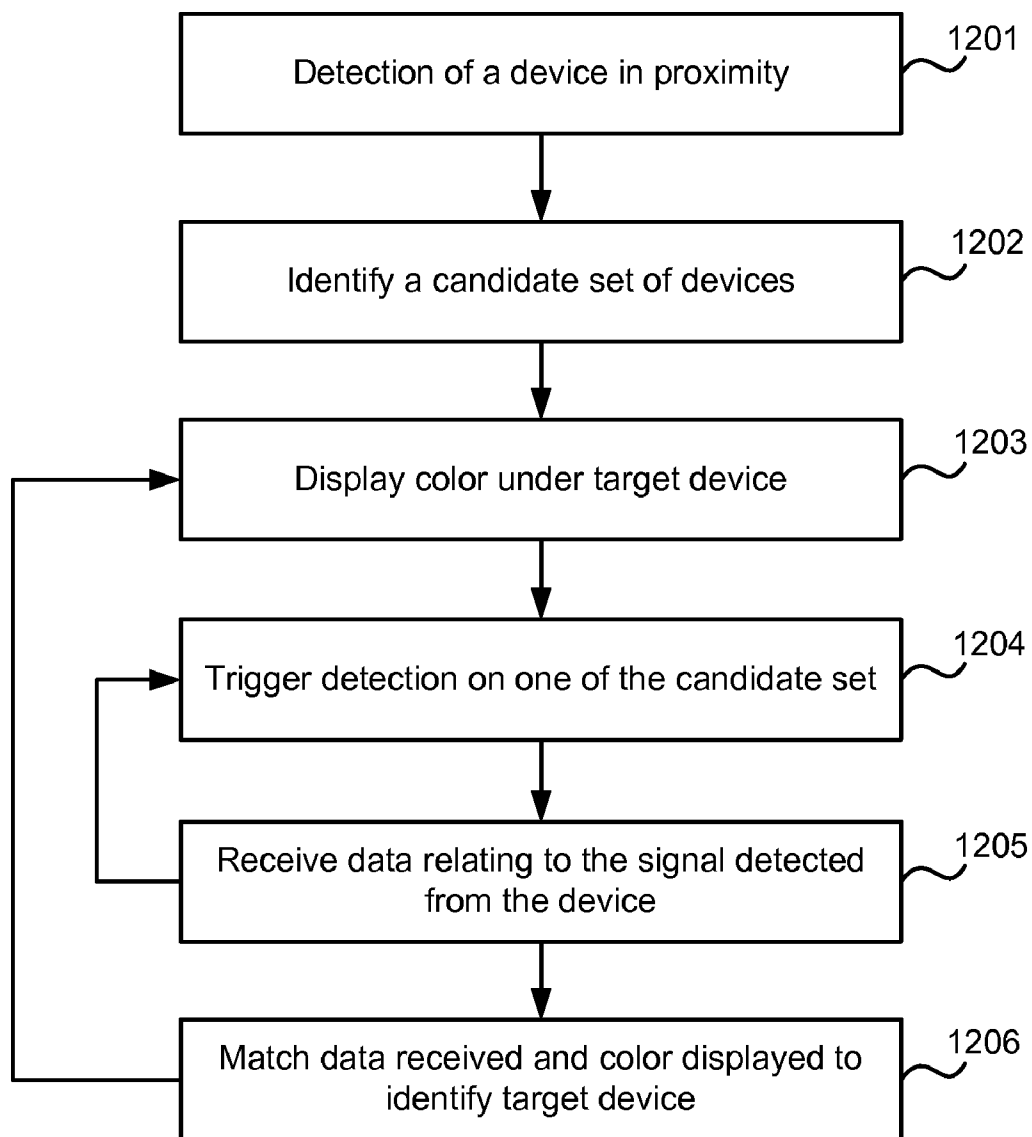 1201
Detection of a device in proximity
1202
Identify a candidate set of devices
1203
Display color under target device
1204
Trigger detection on one of the candidate set
1205
Receive data relating to the signal detected
from the device
1206
Match data received and color displayed to
identify target device